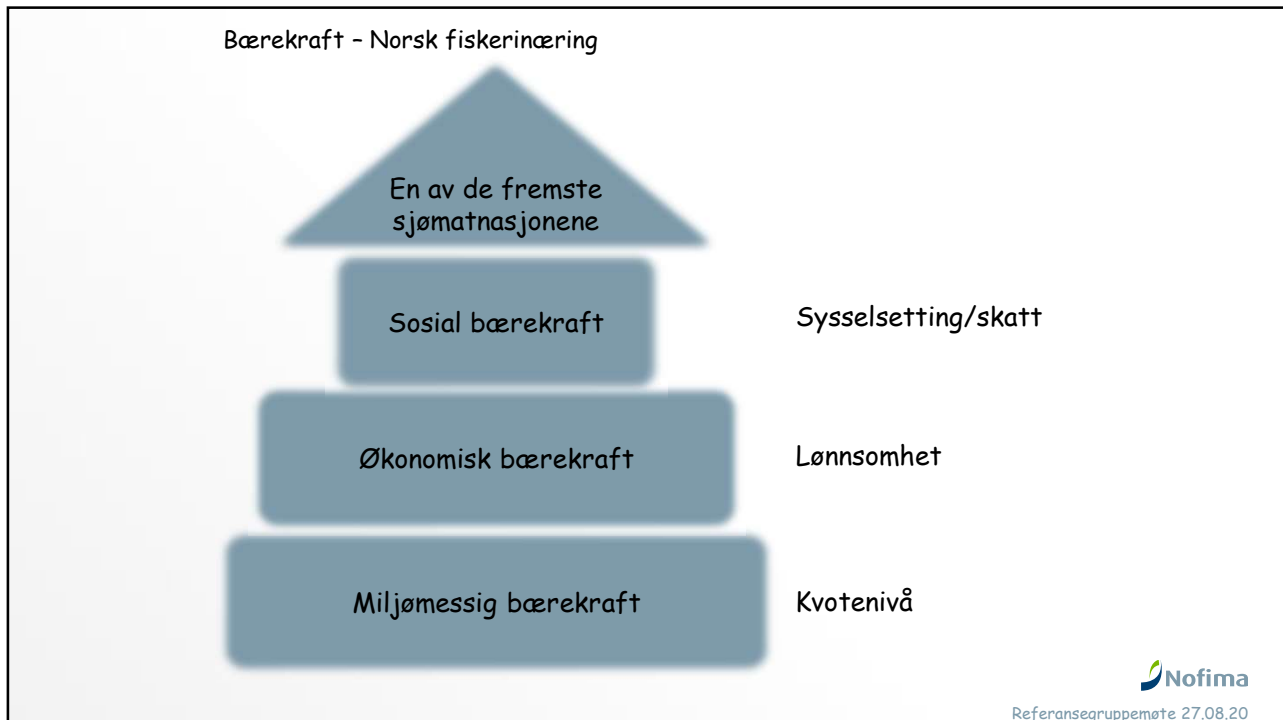 Bærekraft – Norsk fiskerinæring
En av de fremste
sjømatnasjonene
Sosial bærekraft
Sysselsetting/skatt
Økonomisk bærekraft
Lønnsomhet
Miljømessig bærekraft
Kvotenivå
Nofima
Referansegruppemøte 27.08.20